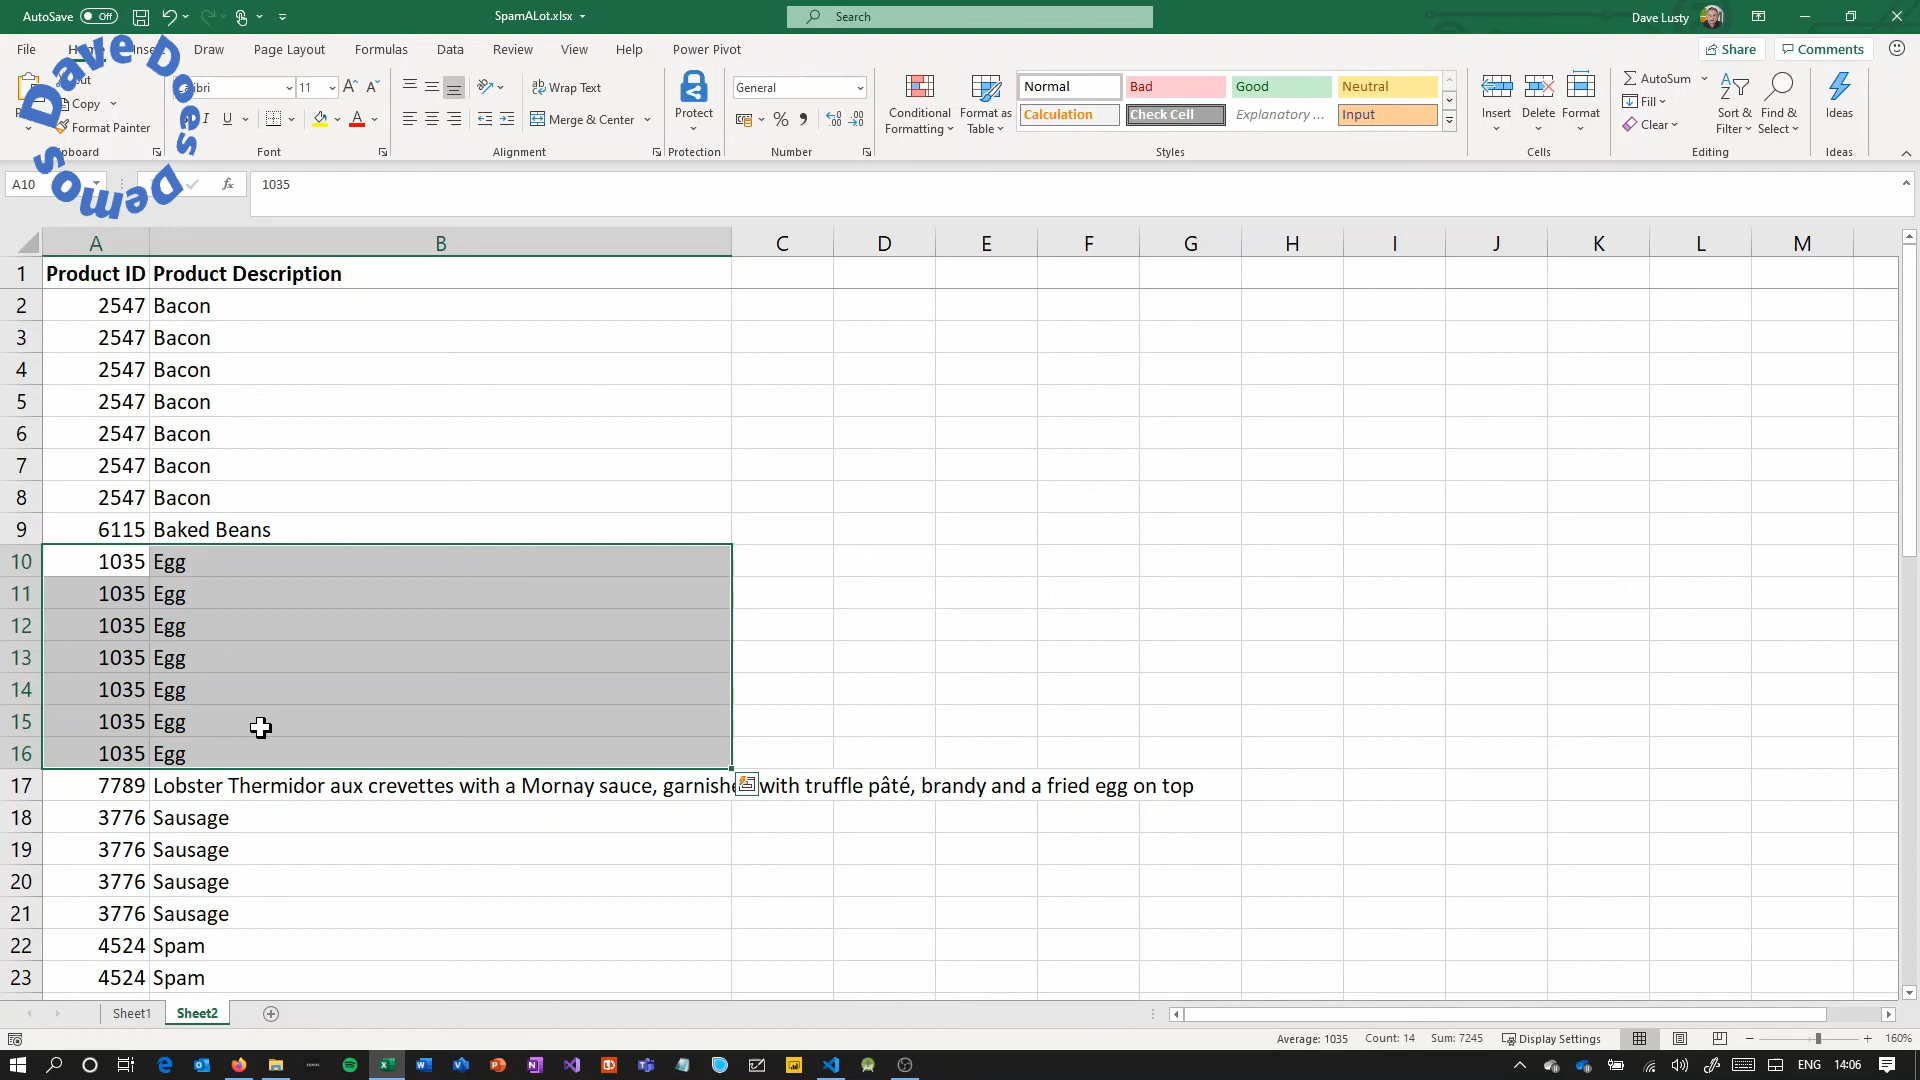 AutoSave Off
SpamALot.xlsx
Search
Dave Lusty
File Insert Draw Page Layout Formulas Data Review View Help Power Pivot
Share Comments
Dave Does Demos
Copy
Format Painter
11
Wrap Text
Merge & Center
General
Protect
Conditional Formatting
Format as Table
Normal Bad Good Neutral
Calculation Check Cell Explanatory ... Input
Insert Delete Format
AutoSum
Fill
Clear
Sort & Filter
Find & Select
Ideas
Font Alignment Protection Number Styles Cells Editing Ideas
A10 fx 1035
A B C D E F G H I J K L M
1 Product ID Product Description
2 2547 Bacon
3 2547 Bacon
4 2547 Bacon
5 2547 Bacon
6 2547 Bacon
7 2547 Bacon
8 2547 Bacon
9 6115 Baked Beans
10 1035 Egg
11 1035 Egg
12 1035 Egg
13 1035 Egg
14 1035 Egg
15 1035 Egg
16 1035 Egg
17 7789 Lobster Thermidor aux crevettes with a Mornay sauce, garnishe with truffle pâté, brandy and a fried egg on top
18 3776 Sausage
19 3776 Sausage
20 3776 Sausage
21 3776 Sausage
22 4524 Spam
23 4524 Spam
Sheet1 Sheet2
Average: 1035 Count: 14 Sum: 7245 Display Settings 160%
ENG 14:06